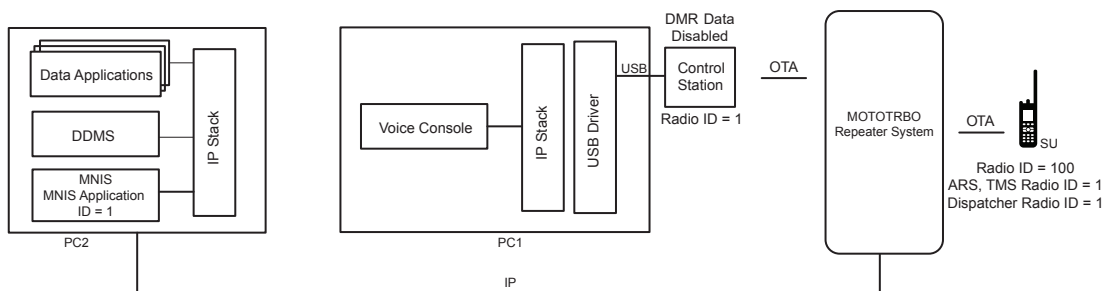 Data Applications
DDMS
MNIS
MNIS Application
ID = 1
IP Stack
PC2
Voice Console
IP Stack
USB Driver
PC1
USB
DMR Data
Disabled
Control
Station
Radio ID = 1
OTA
MOTOTRBO
Repeater System
OTA
SU
Radio ID = 100
ARS, TMS Radio ID = 1
Dispatcher Radio ID = 1
IP